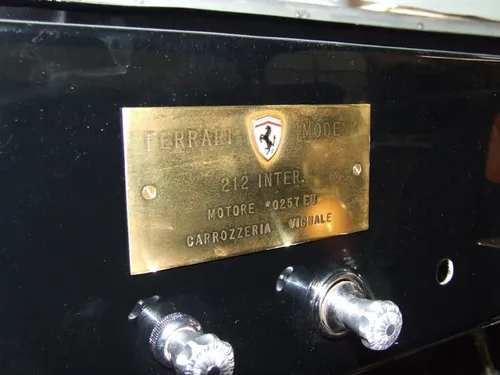 FERRARI MODENA
212 INTER.
MOTORE *0257 EU
CARROZZERIA VIGNALE